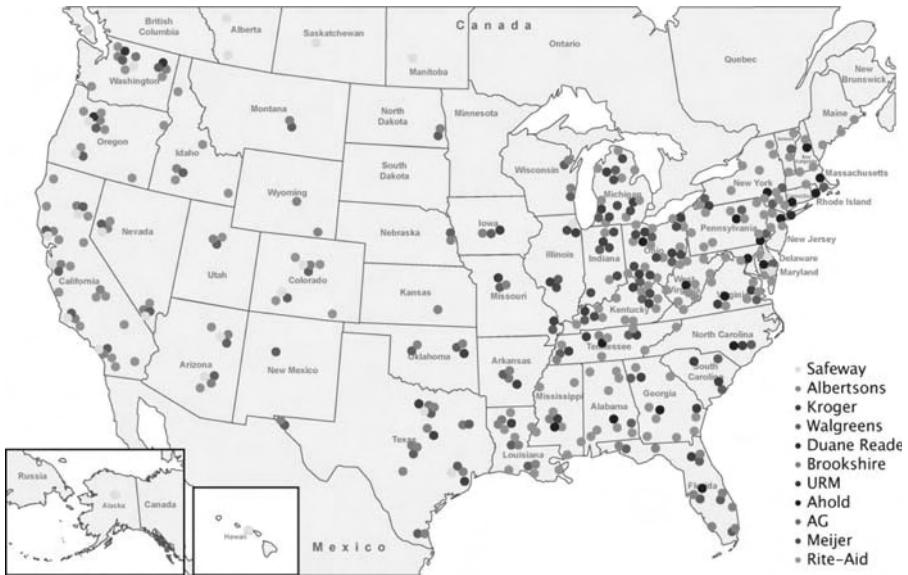 Canada
British Columbia
Alberta
Saskatchewan
Manitoba
Ontario
Quebec
New Brunswick
Maine
Washington
Montana
North Dakota
Minnesota
Oregon
Idaho
South Dakota
Wisconsin
Michigan
New York
Massachusetts
Rhode Island
Wyoming
Iowa
Nebraska
Pennsylvania
New Jersey
Nevada
Utah
Colorado
Illinois
Indiana
Ohio
West Virginia
Delaware
Maryland
California
Kansas
Missouri
Kentucky
Virginia
Arizona
New Mexico
Oklahoma
Arkansas
Tennessee
North Carolina
South Carolina
Mississippi
Alabama
Georgia
Texas
Louisiana
Florida
Mexico
Russia
Alaska
Canada
Hawaii
Safeway
Albertsons
Kroger
Walgreens
Duane Reade
Brookshire
URM
Ahold
AG
Meijer
Rite-Aid